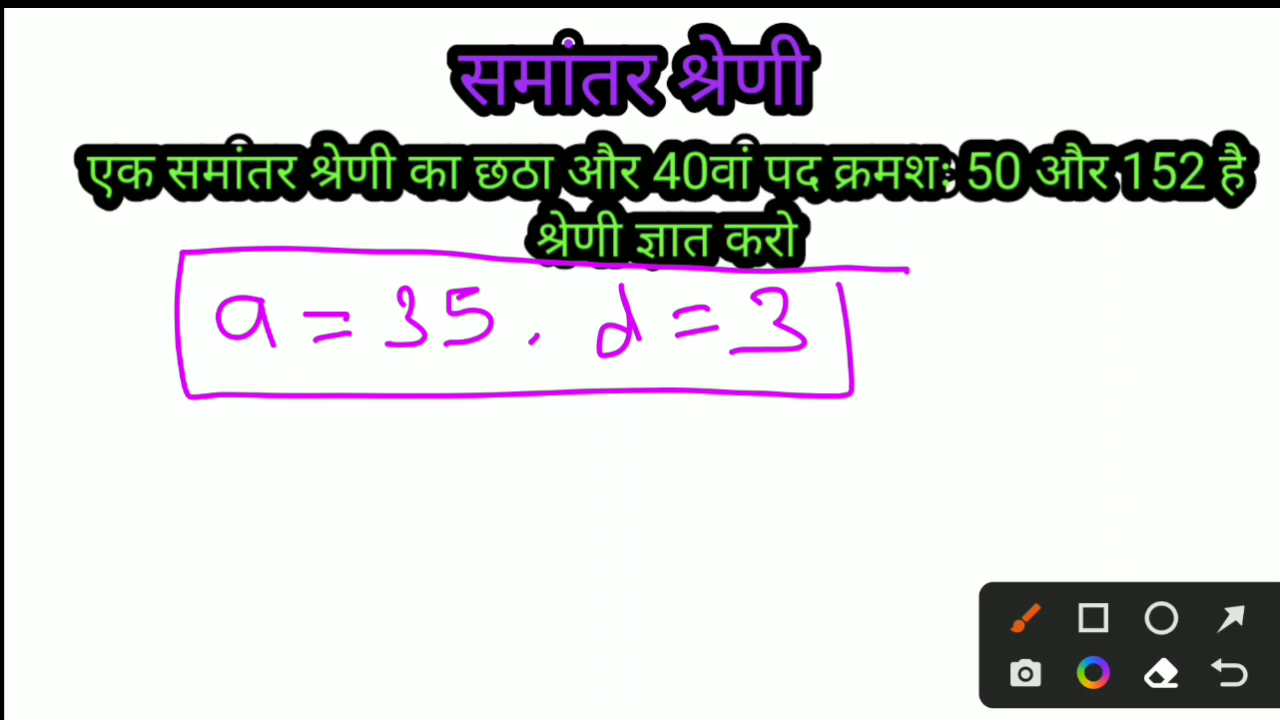 समांतर श्रेणी
एक समांतर श्रेणी का छठा और 40वां पद क्रमशः 50 और 152 है
श्रेणी ज्ञात करो
a = 35. d = 3